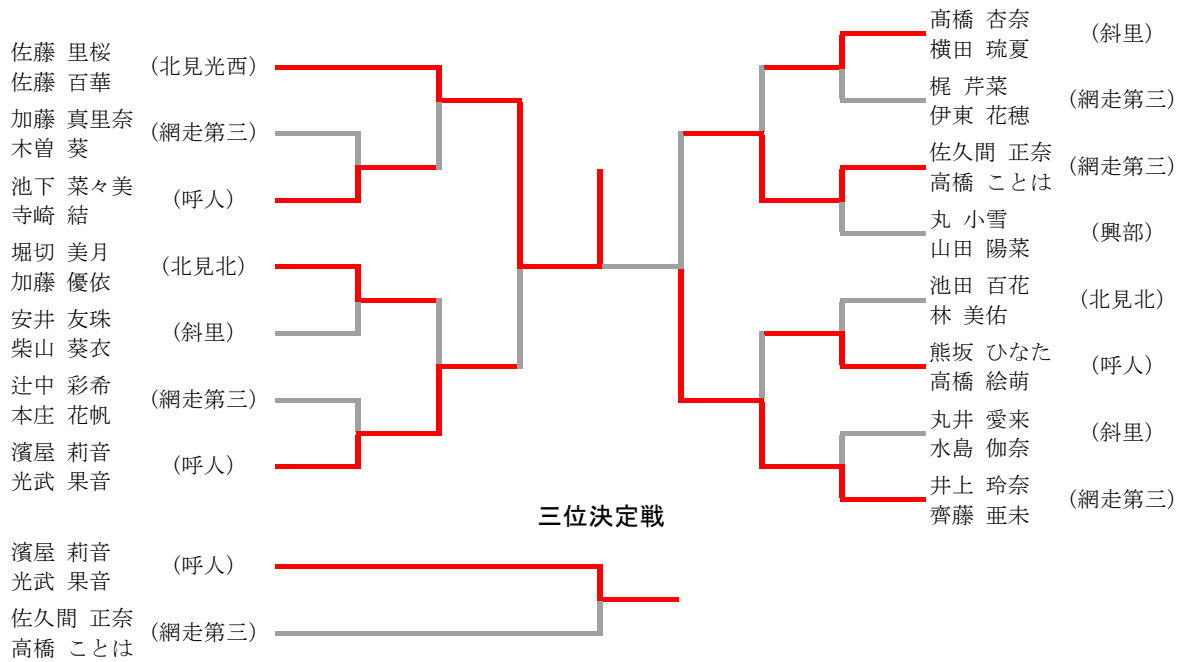 佐藤 里桜
佐藤 百華
(北見光西)
加藤 真里奈
木曽 葵
(網走第三)
池下 菜々美
寺崎 結
(呼人)
堀切 美月
加藤 優依
(北見北)
安井 友珠
柴山 葵衣
(斜里)
辻中 彩希
本庄 花帆
(網走第三)
濱屋 莉音
光武 果音
(呼人)
髙橋 杏奈
横田 琉夏
(斜里)
梶 芹菜
伊東 花穂
(網走第三)
佐久間 正奈
高橋 ことは
(網走第三)
丸 小雪
山田 陽菜
(興部)
池田 百花
林 美佑
(北見北)
熊坂 ひなた
高橋 絵萌
(呼人)
丸井 愛来
水島 伽奈
(斜里)
井上 玲奈
齊藤 亜未
(網走第三)
三位決定戦
濱屋 莉音
光武 果音
(呼人)
佐久間 正奈
高橋 ことは
(網走第三)